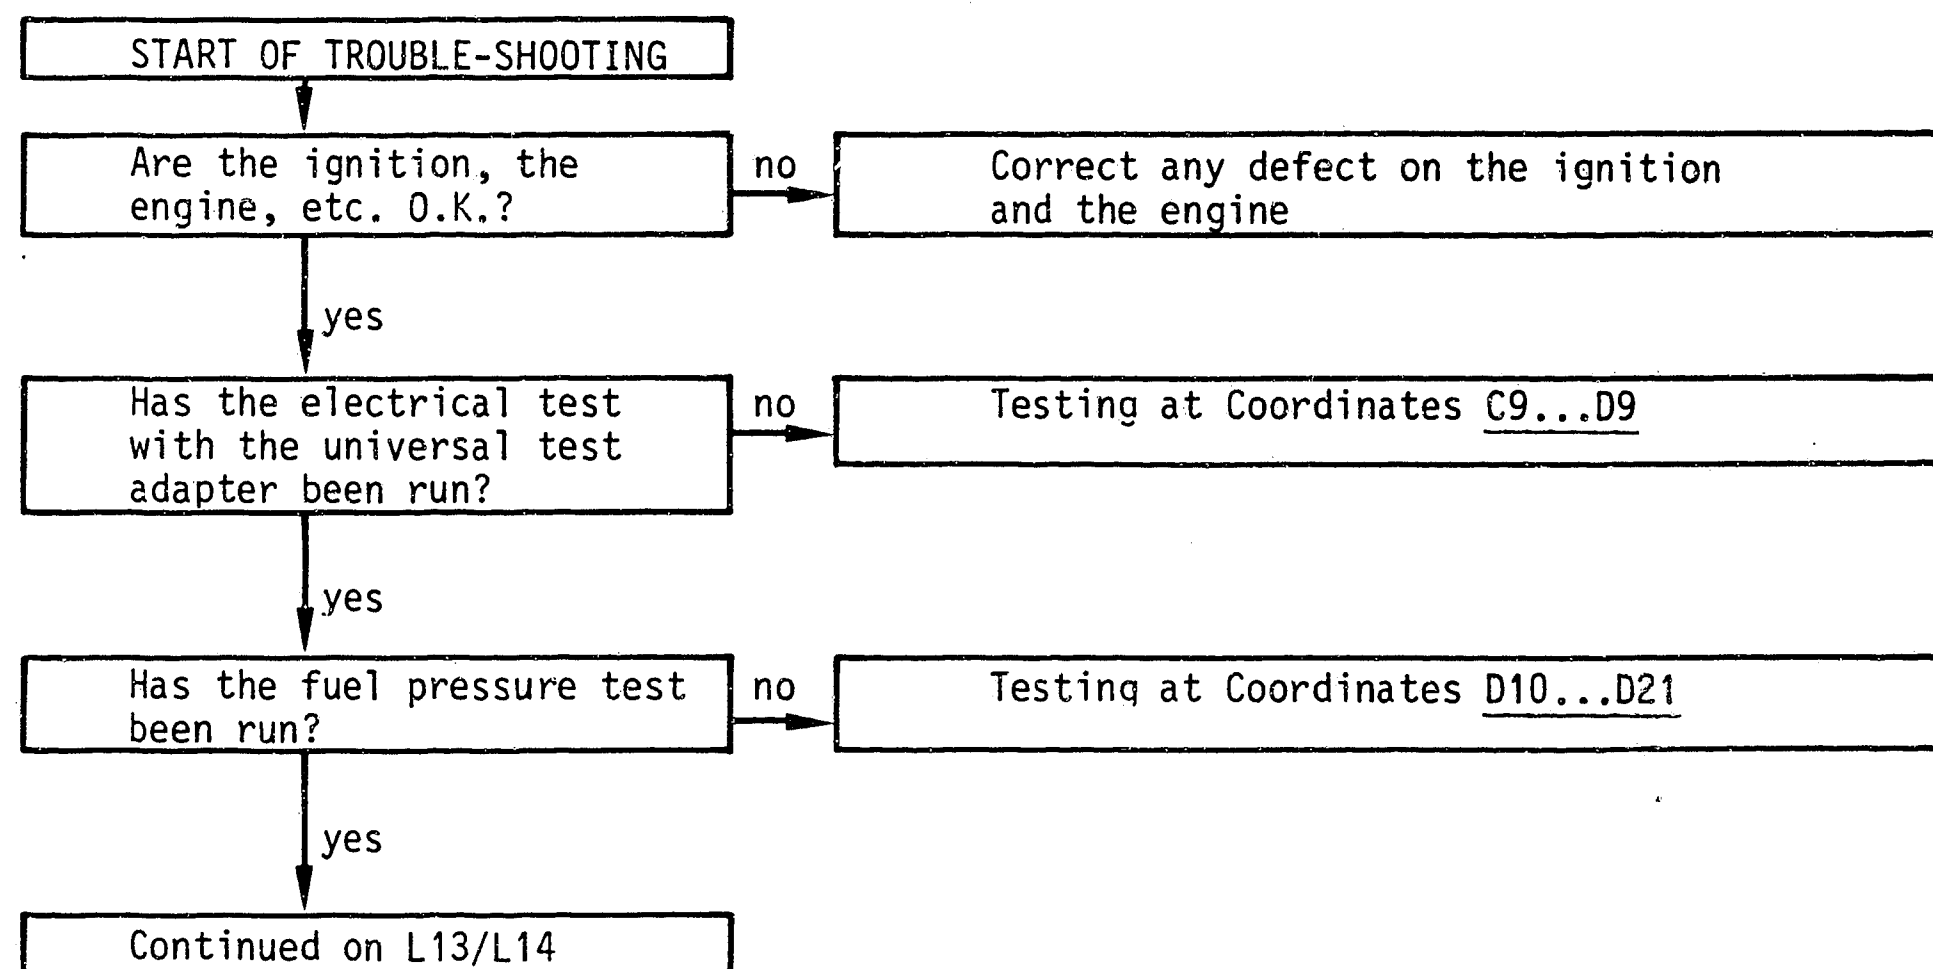 START OF TROUBLE-SHOOTING
Are the ignition, the
engine, etc. O.K.?
no
Correct any defect on the ignition
and the engine
yes
Has the electrical test
with the universal test
adapter been run?
no
Testing at Coordinates C9...D9
yes
Has the fuel pressure test
been run?
no
Testing at Coordinates D10...D21
yes
Continued on L13/L14